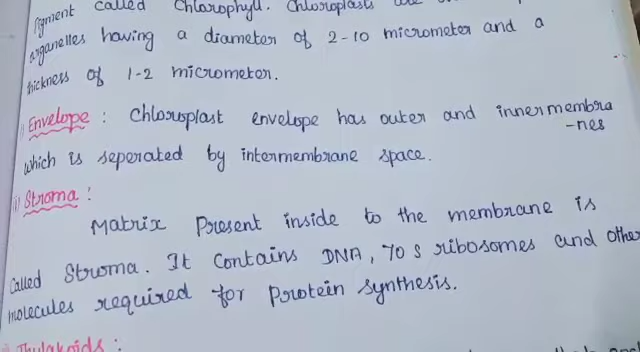 pigment called Chlorophyll. Chloroplasts are
organelles having a diameter of 2-10 micrometer and a
thickness of 1-2 micrometer.
i) Envelope : Chloroplast envelope has outer and inner membra
-nes
which is seperated by intermembrane space.
ii) Stroma :
Matrix Present inside to the membrane is
called Stroma. It contains DNA, 70 S ribosomes and other
molecules required for Protein synthesis.
Thylakoids :